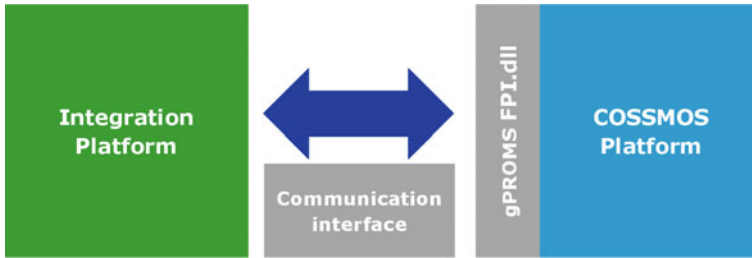 Integration
Platform
Communication
interface
gPROMS FPI.dll
COSSMOS
Platform